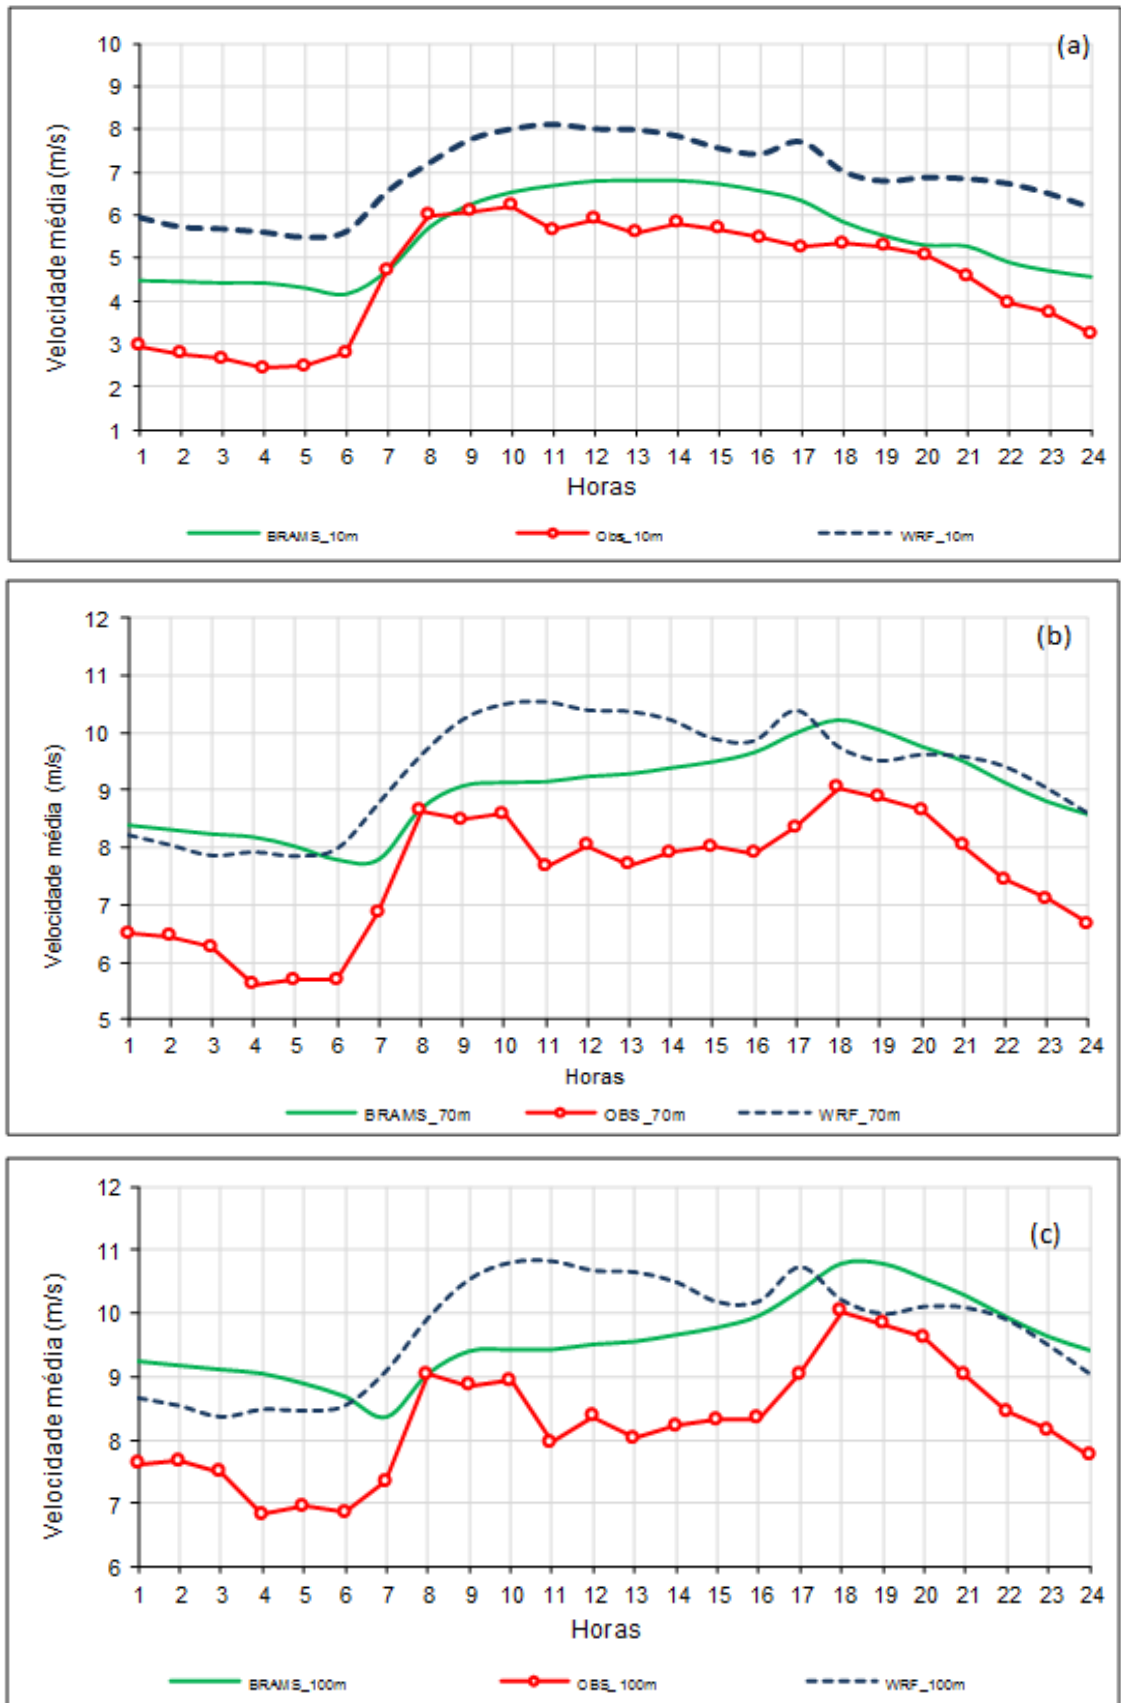 (a)
Velocidade média (m/s)
10
9
8
7
6
5
4
3
2
1
1 2 3 4 5 6 7 8 9 10 11 12 13 14 15 16 17 18 19 20 21 22 23 24
Horas
BRAMS_10m Obs_10m WRF_10m
(b)
Velocidade média (m/s)
12
11
10
9
8
7
6
5
1 2 3 4 5 6 7 8 9 10 11 12 13 14 15 16 17 18 19 20 21 22 23 24
Horas
BRAMS_70m OBS_70m WRF_70m
(c)
Velocidade média (m/s)
12
11
10
9
8
7
6
1 2 3 4 5 6 7 8 9 10 11 12 13 14 15 16 17 18 19 20 21 22 23 24
Horas
BRAMS_100m OBS_ 100m WRF_100m